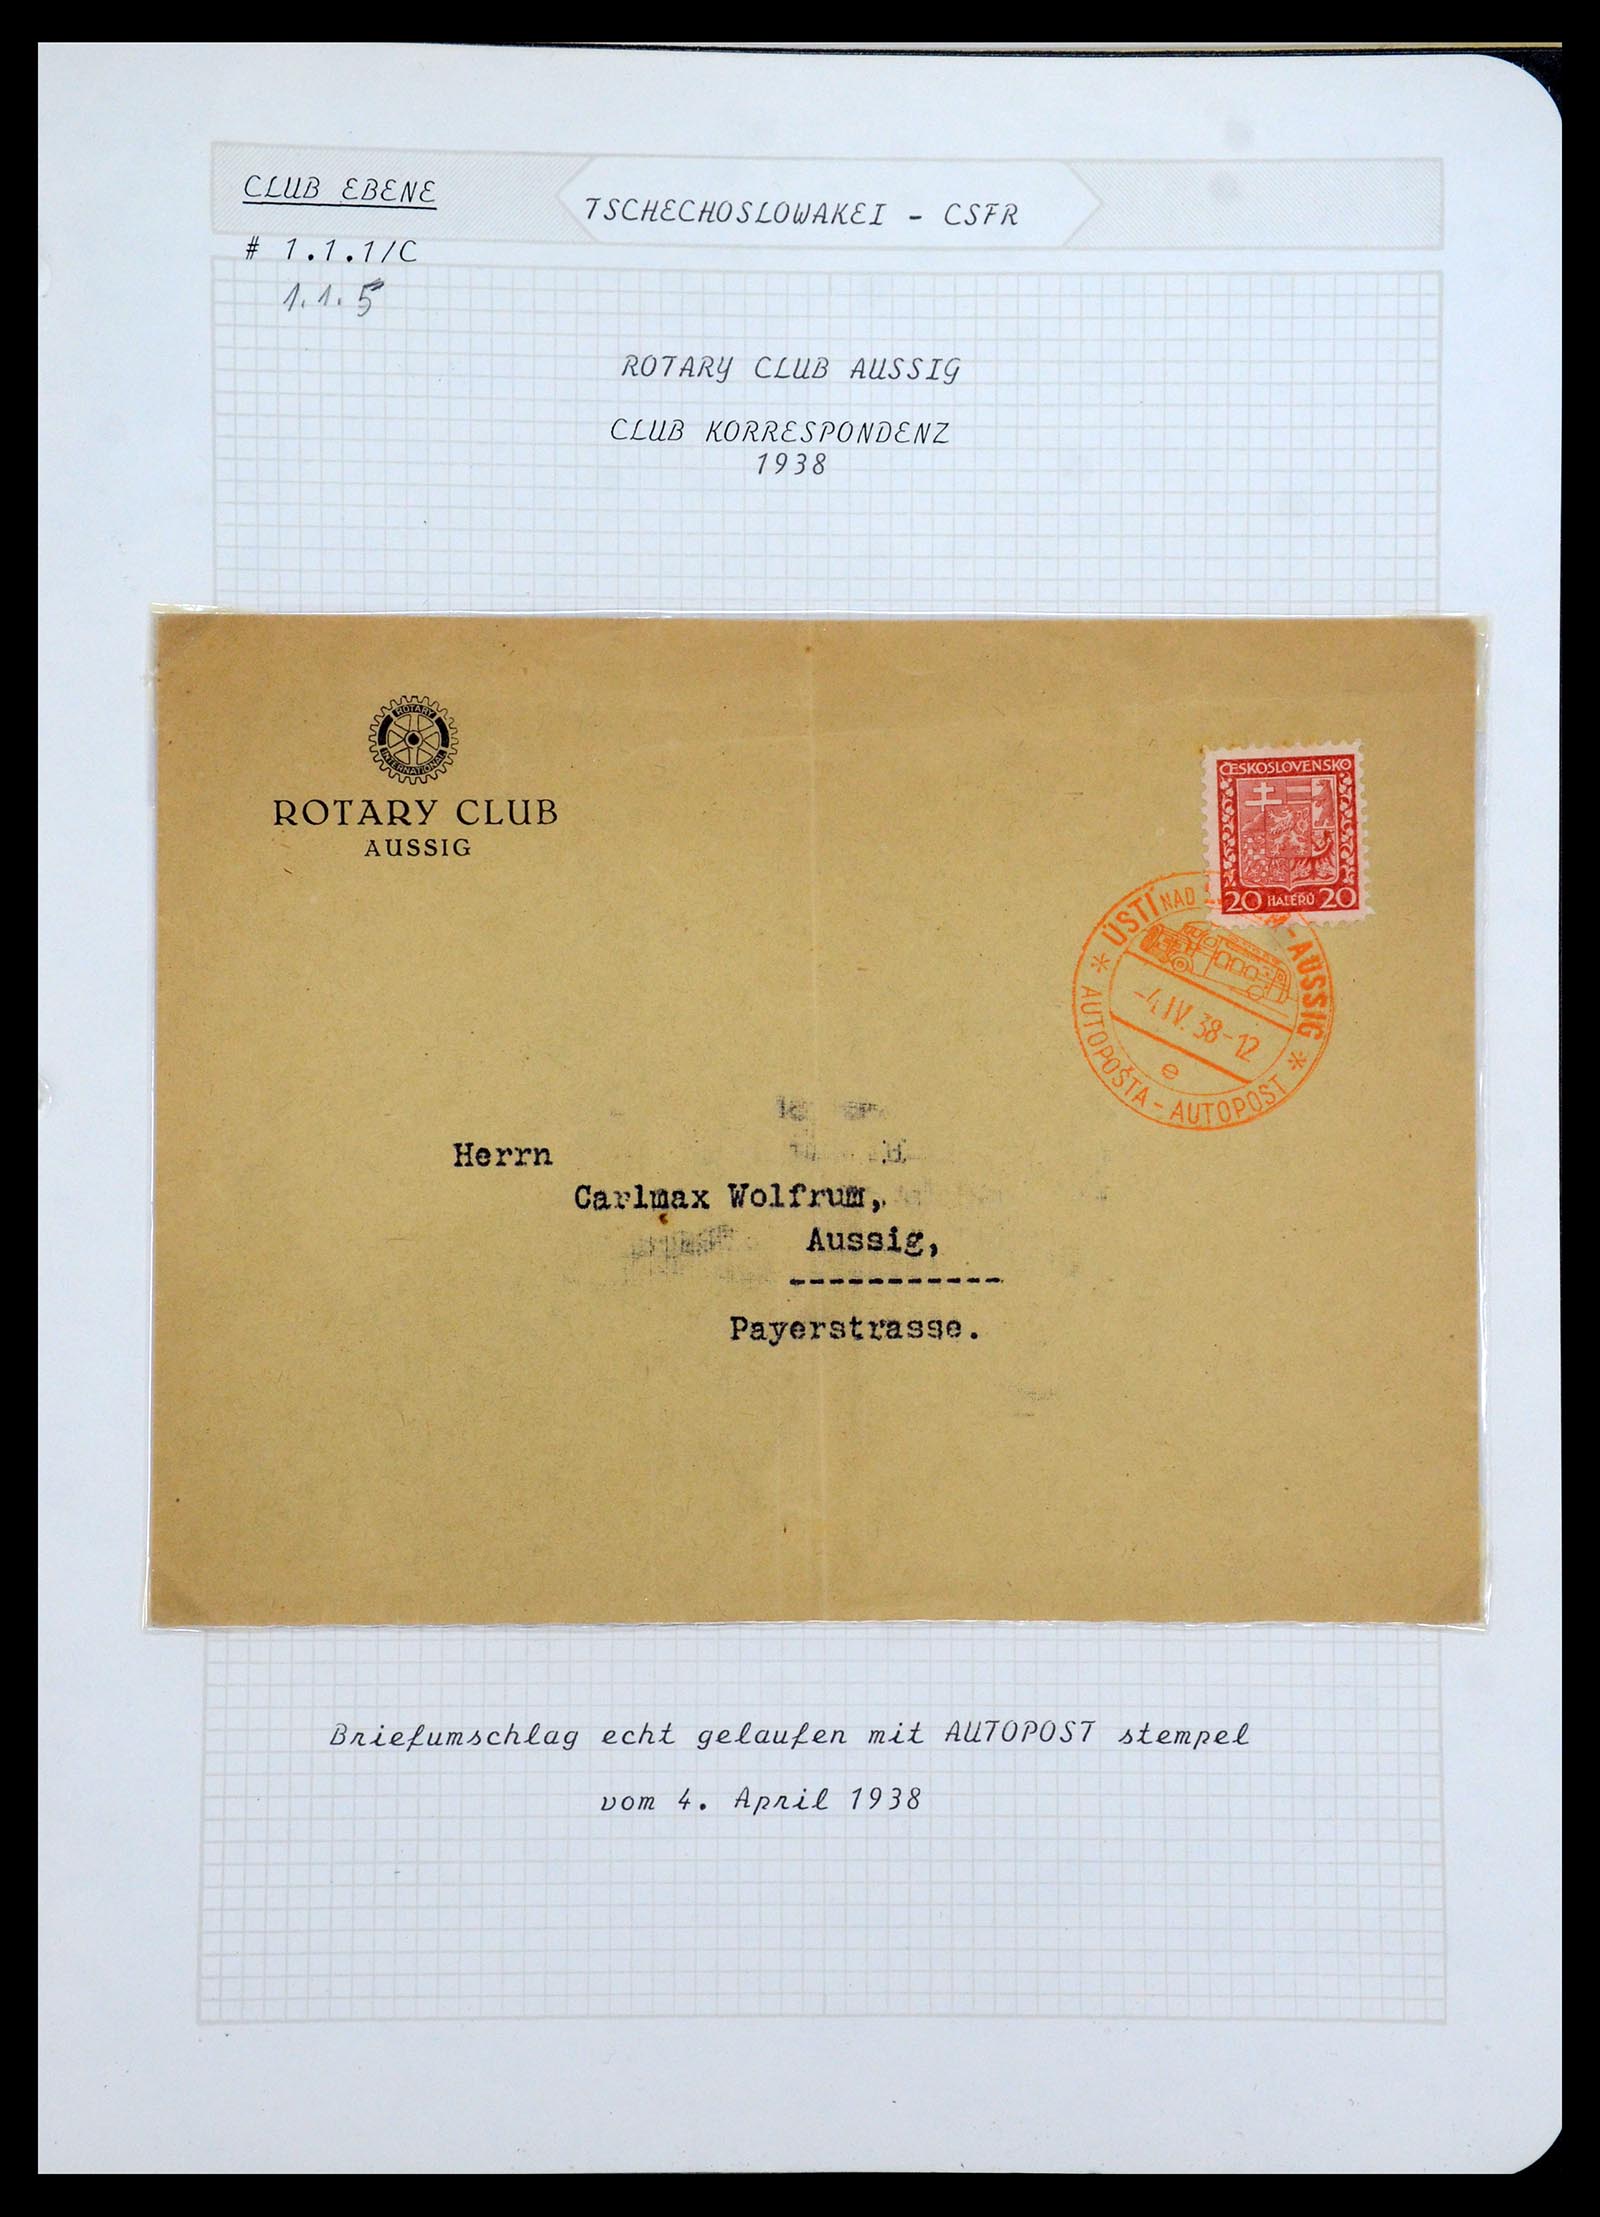 CLUB EBENE
TSCHECHOSLOWAKEI - CSFR
# 1.1.1/C
1.1.5
ROTARY CLUB AUSSIG
CLUB KORRESPONDENZ
1938
ROTARY
INTERNATIONAL
ROTARY CLUB
AUSSIG
ČESKOSLOVENSKO
20 HALÉŘŮ 20
ÚSTÍ NAD - AUSSIG
-4.IV.38-12
e
* AUTOPOŠTA - AUTOPOST *
Herrn
Carlmax Wolfrum,
Aussig,
-----------
Payerstrasse.
Briefumschlag echt gelaufen mit AUTOPOST stempel
vom 4. April 1938